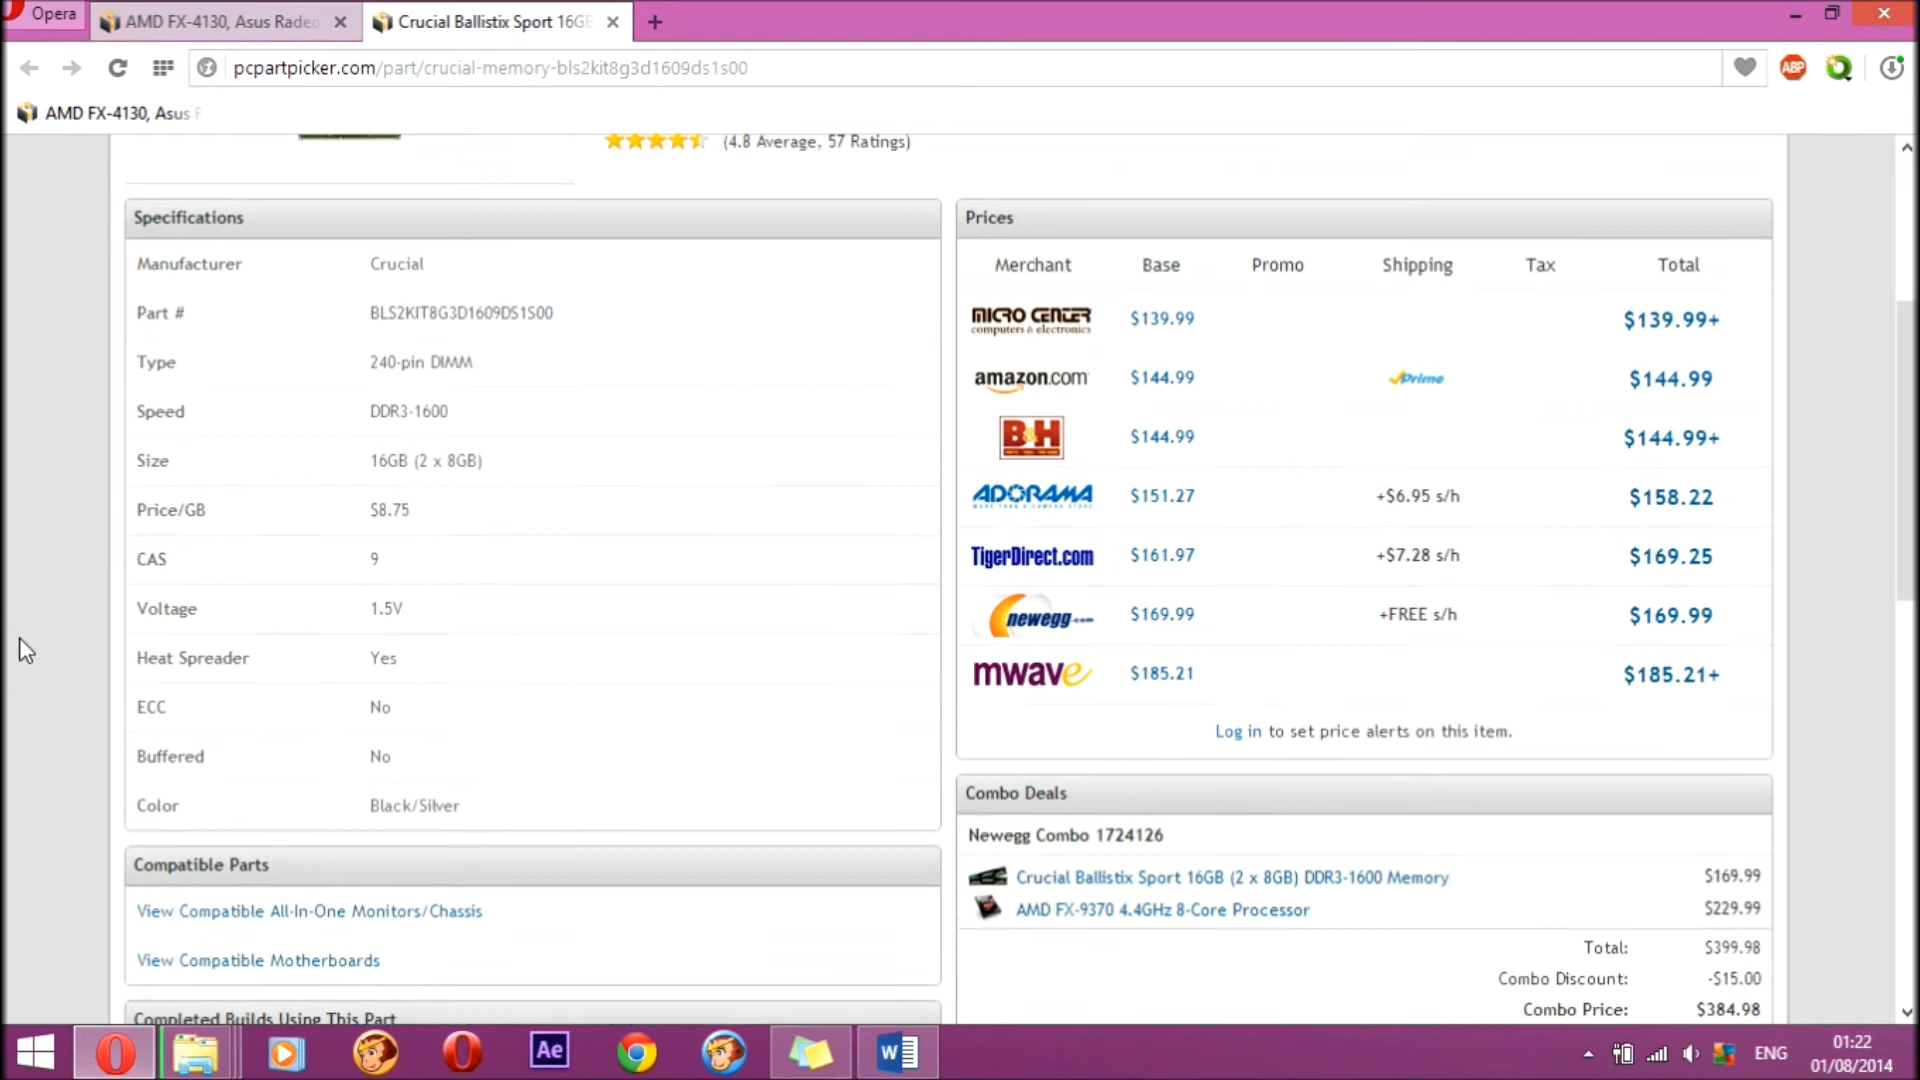 Opera
AMD FX-4130, Asus Radeo
Crucial Ballistix Sport 16GB
pcpartpicker.com/part/crucial-memory-bls2kit8g3d1609ds1s00
ABP
AMD FX-4130, Asus
(4.8 Average, 57 Ratings)
Specifications
Manufacturer Crucial
Part # BLS2KIT8G3D1609DS1S00
Type 240-pin DIMM
Speed DDR3-1600
Size 16GB (2 x 8GB)
Price/GB $8.75
CAS 9
Voltage 1.5V
Heat Spreader Yes
ECC No
Buffered No
Color Black/Silver
Compatible Parts
View Compatible All-In-One Monitors/Chassis
View Compatible Motherboards
Completed Builds Using This Part
Prices
Merchant Base Promo Shipping Tax Total
MICRO CENTER computers & electronics $139.99 $139.99+
amazon.com $144.99 Prime $144.99
B&H $144.99 $144.99+
ADORAMA $151.27 +$6.95 s/h $158.22
TigerDirect.com $161.97 +$7.28 s/h $169.25
newegg.com $169.99 +FREE s/h $169.99
mwave $185.21 $185.21+
Log in to set price alerts on this item.
Combo Deals
Newegg Combo 1724126
Crucial Ballistix Sport 16GB (2 x 8GB) DDR3-1600 Memory $169.99
AMD FX-9370 4.4GHz 8-Core Processor $229.99
Total: $399.98
Combo Discount: -$15.00
Combo Price: $384.98
Ae
W
ENG
01:22
01/08/2014